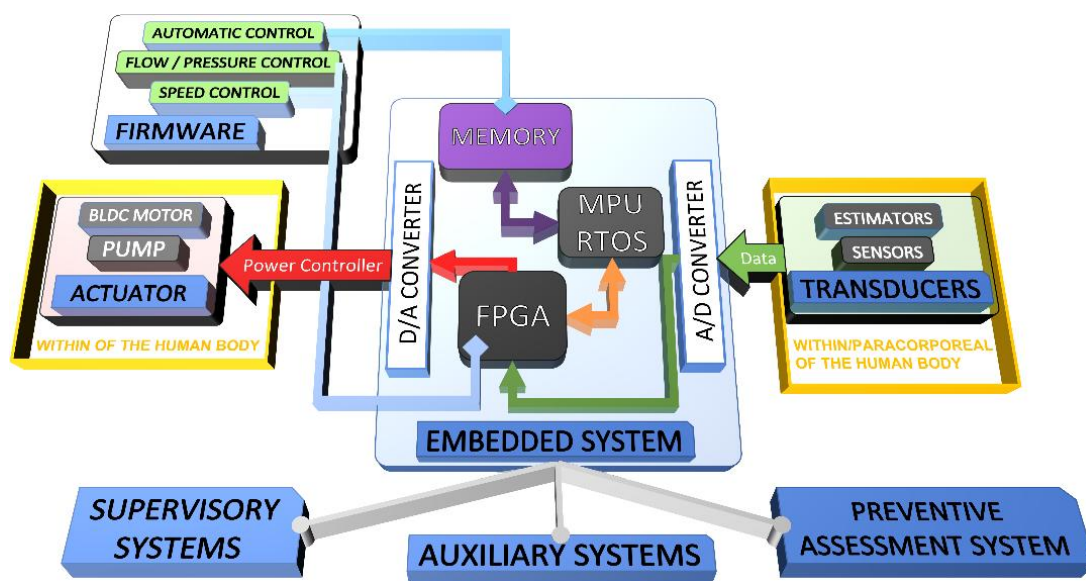 AUTOMATIC CONTROL
FLOW / PRESSURE CONTROL
SPEED CONTROL
FIRMWARE
MEMORY
MPU
RTOS
D/A CONVERTER
A/D CONVERTER
FPGA
EMBEDDED SYSTEM
BLDC MOTOR
PUMP
ACTUATOR
WITHIN OF THE HUMAN BODY
Power Controller
Data
ESTIMATORS
SENSORS
TRANSDUCERS
WITHIN/PARACORPOREAL
OF THE HUMAN BODY
SUPERVISORY
SYSTEMS
AUXILIARY SYSTEMS
PREVENTIVE
ASSESSMENT SYSTEM